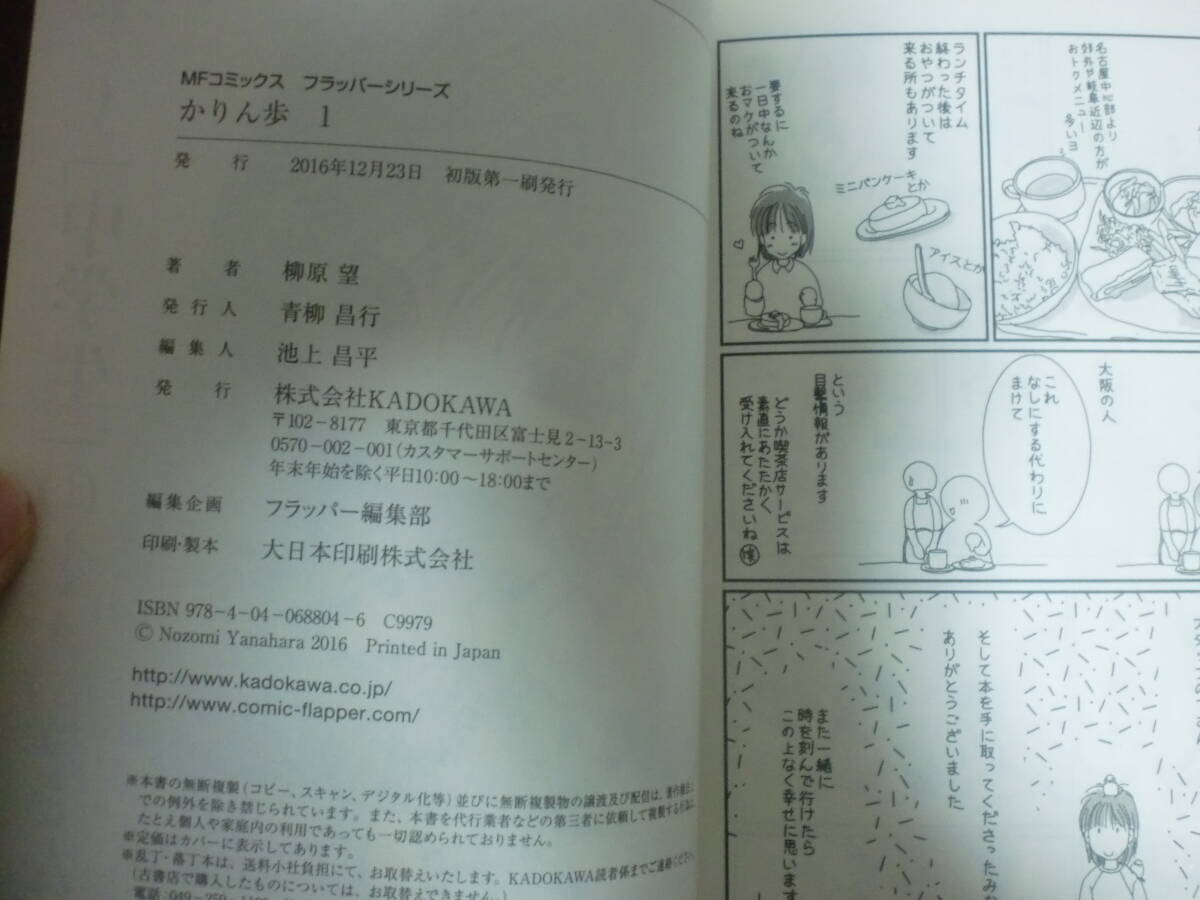 MFコミックス　フラッパーシリーズ
かりん歩　1
発　行　2016年12月23日　初版第一刷発行
著　者　柳原 望
発行人　青柳 昌行
編集人　池上 昌平
発　行　株式会社KADOKAWA
〒102-8177　東京都千代田区富士見2-13-3
0570-002-001(カスタマーサポートセンター)
年末年始を除く平日10:00〜18:00まで
編集企画　フラッパー編集部
印刷・製本　大日本印刷株式会社
ISBN 978-4-04-068804-6　C9979
© Nozomi Yanahara 2016　Printed in Japan
http://www.kadokawa.co.jp/
http://www.comic-flapper.com/
※本書の無断複製(コピー、スキャン、デジタル化等)並びに無断複製物の譲渡及び配信は、著作権法上
での例外を除き禁じられています。また、本書を代行業者などの第三者に依頼して複製する行為は、
たとえ個人や家庭内の利用であっても一切認められておりません。
※定価はカバーに表示してあります。
※乱丁・落丁本は、送料小社負担にて、お取替えいたします。KADOKAWA読者係までご連絡ください。
(古書店で購入したものについては、お取替えできません。)
名古屋中心部より
郊外や岐阜近辺の方が
おトクメニュー
多いヨ
ランチタイム
終わった後は
おやつがついて
来る所もあります
ミニパンケーキ
とか
アイスとか
要するに
一日中なんか
おマケがついて
来るのね
大阪の人
これ
なしにする代わりに
まけて
という
目撃情報があります
どうか喫茶店サービスは
素直にあたたかく
受け入れてくださいね
そして本を手に取ってくださったみな
ありがとうございました
また一緒に
時を刻んで行けたら
この上なく幸せに思います